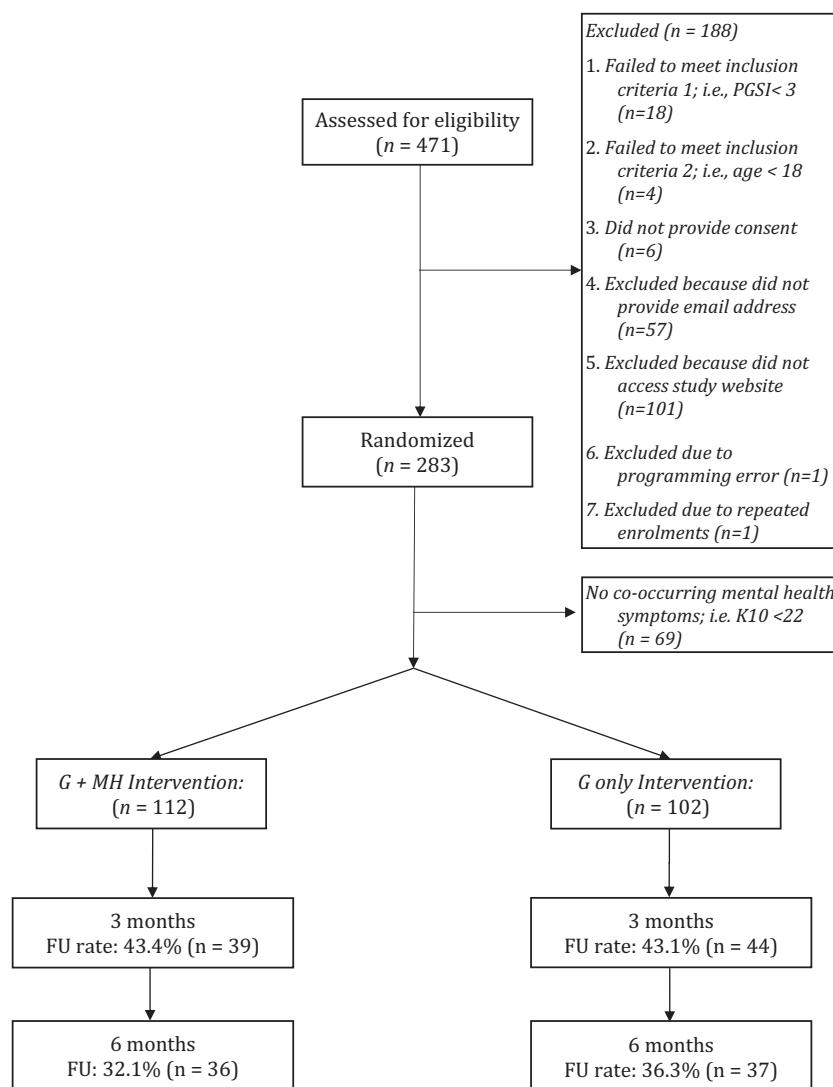 Assessed for eligibility
(n = 471)
Excluded (n = 188)
1. Failed to meet inclusion
criteria 1; i.e., PGSI< 3
(n=18)
2. Failed to meet inclusion
criteria 2; i.e., age < 18
(n=4)
3. Did not provide consent
(n=6)
4. Excluded because did not
provide email address
(n=57)
5. Excluded because did not
access study website
(n=101)
6. Excluded due to
programming error (n=1)
7. Excluded due to repeated
enrolments (n=1)
Randomized
(n = 283)
No co-occurring mental health
symptoms; i.e. K10 <22
(n = 69)
G + MH Intervention:
(n = 112)
G only Intervention:
(n = 102)
3 months
FU rate: 43.4% (n = 39)
3 months
FU rate: 43.1% (n = 44)
6 months
FU: 32.1% (n = 36)
6 months
FU rate: 36.3% (n = 37)